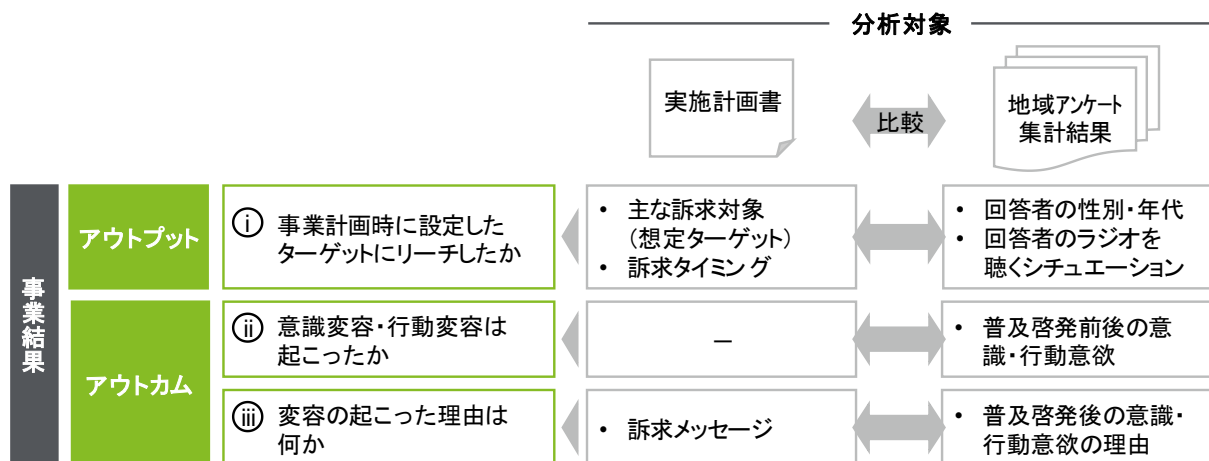 分析対象
実施計画書
比較
地域アンケート
集計結果
事業結果
アウトプット
ⅰ 事業計画時に設定した
ターゲットにリーチしたか
• 主な訴求対象
(想定ターゲット)
• 訴求タイミング
• 回答者の性別・年代
• 回答者のラジオを
聴くシチュエーション
アウトカム
ⅱ 意識変容・行動変容は
起こったか
－
• 普及啓発前後の意
識・行動意欲
ⅲ 変容の起こった理由は
何か
• 訴求メッセージ
• 普及啓発後の意識・
行動意欲の理由